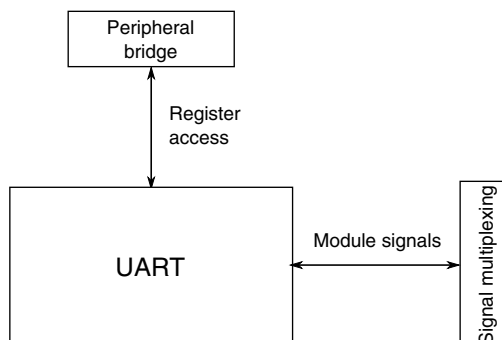 Peripheral
bridge
Register
access
UART
Module signals
Signal multiplexing